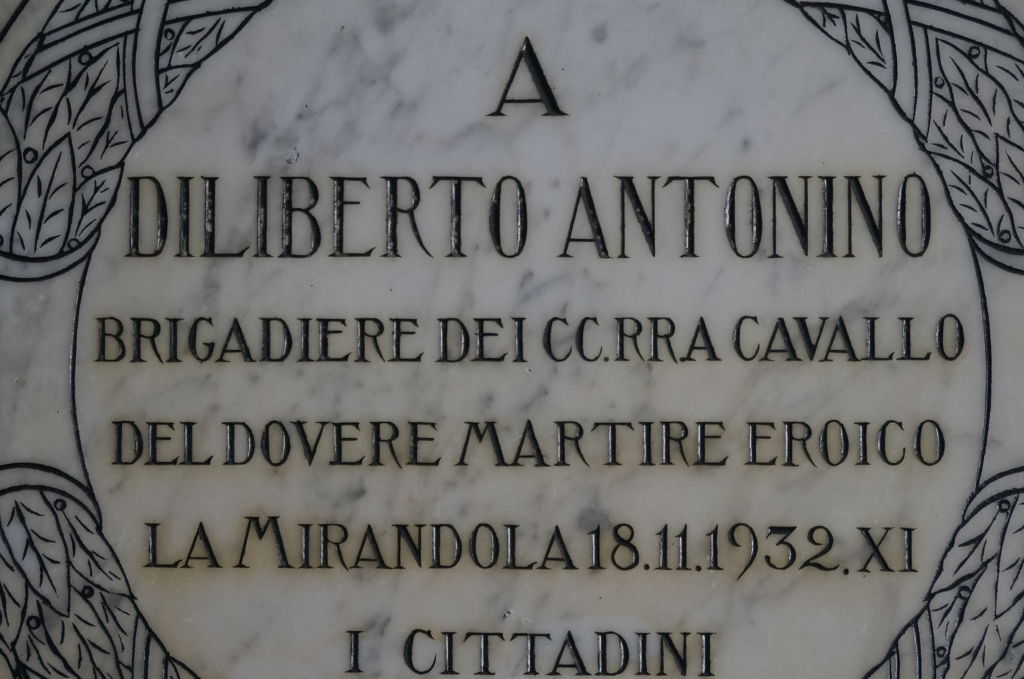 A
DILIBERTO ANTONINO
BRIGADIERE DEI CC.RR A CAVALLO
DEL DOVERE MARTIRE EROICO
LA MIRANDOLA 18.11.1932. XI
I CITTADINI